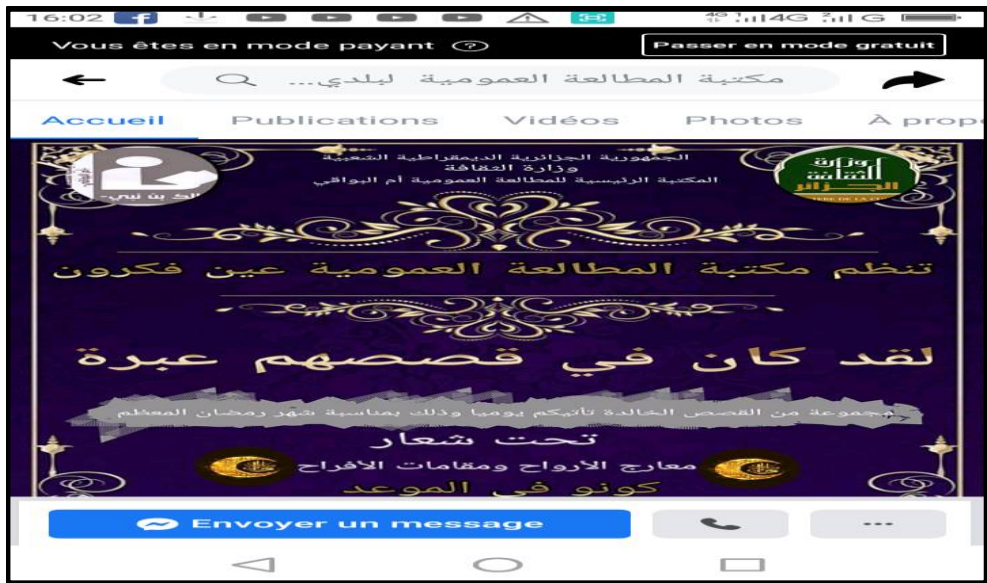 16:02
4G 1 4G 2 G
Vous êtes en mode payant ?
Passer en mode gratuit
مكتبة المطالعة العمومية لبلدي...
Accueil Publications Vidéos Photos À prop
الجمهورية الجزائرية الديمقراطية الشعبية
وزارة الثقافة
المكتبة الرئيسية للمطالعة العمومية أم البواقي
وزارة
الثقافة
الجزائر
تنظم مكتبة المطالعة العمومية عين فكرون
لقد كان في قصصهم عبرة
مجموعة من القصص الخالدة تأتيكم يوميا وذلك بمناسبة شهر رمضان المعظم
تحت شعار
معارج الأرواح ومقامات الأفراح
كونو في الموعد
Envoyer un message